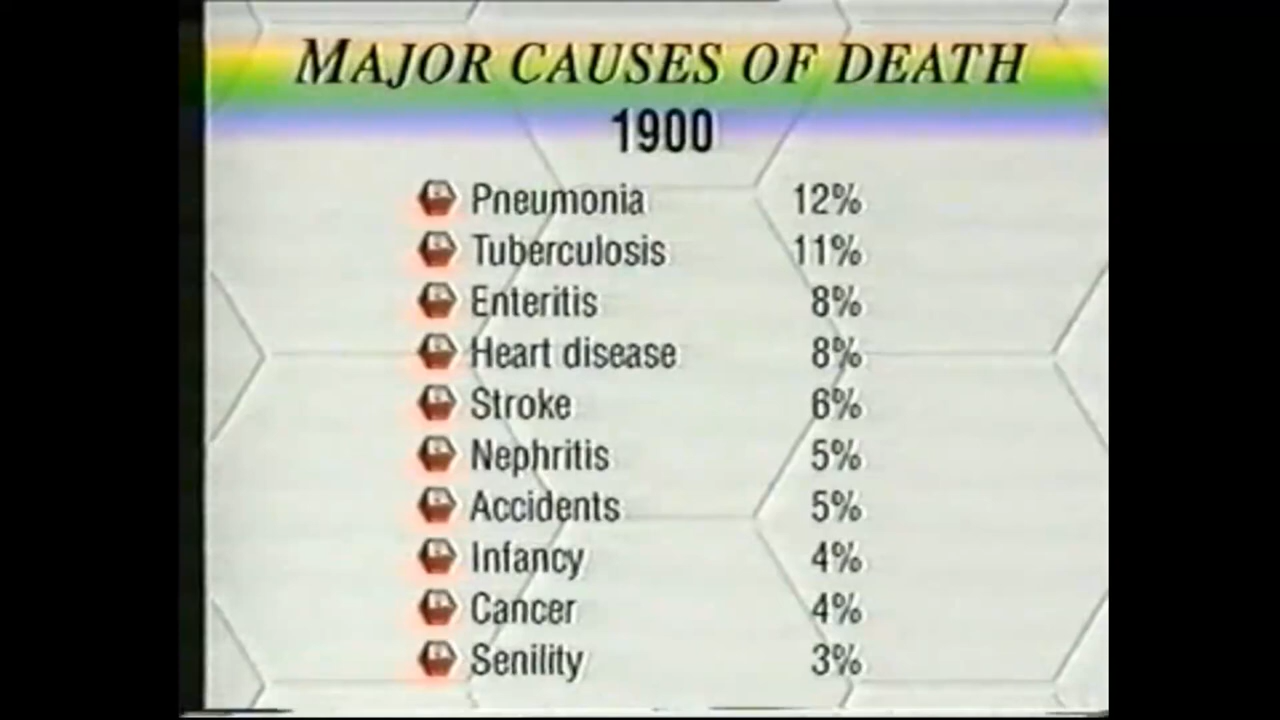 MAJOR CAUSES OF DEATH
1900
Pneumonia 12%
Tuberculosis 11%
Enteritis 8%
Heart disease 8%
Stroke 6%
Nephritis 5%
Accidents 5%
Infancy 4%
Cancer 4%
Senility 3%